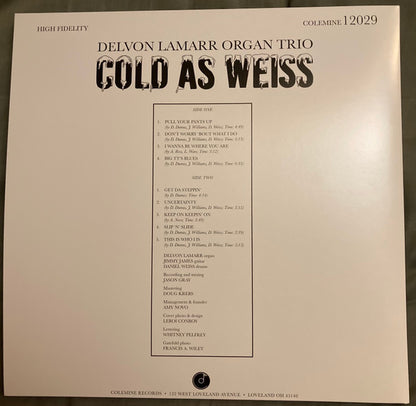 HIGH FIDELITY
COLEMINE 12029
DELVON LAMARR ORGAN TRIO
COLD AS WEISS
SIDE ONE
1. PULL YOUR PANTS UP
2. DON'T WORRY 'BOUT WHAT I DO
3. I WANNA BE WHERE YOU ARE
4. BIG TT'S BLUES
SIDE TWO
1. GET DA STEPPIN'
2. UNCERTAINTY
3. KEEP ON KEEPIN' ON
4. SLIP 'N' SLIDE
5. THIS IS WHO I IS
DELVON LAMARR organ
JIMMY JAMES guitar
DANIEL WEISS drums
Recording and mixing
JASON GRAY
Mastering
DOUG KREBS
Management & founder
AMY NOVO
Cover photo & design
LEROI CONROY
Lettering
WHITNEY PELFREY
Gatefold photo
FRANCIS A. WILEY
COLEMINE RECORDS • 123 WEST LOVELAND AVENUE • LOVELAND OH 45140